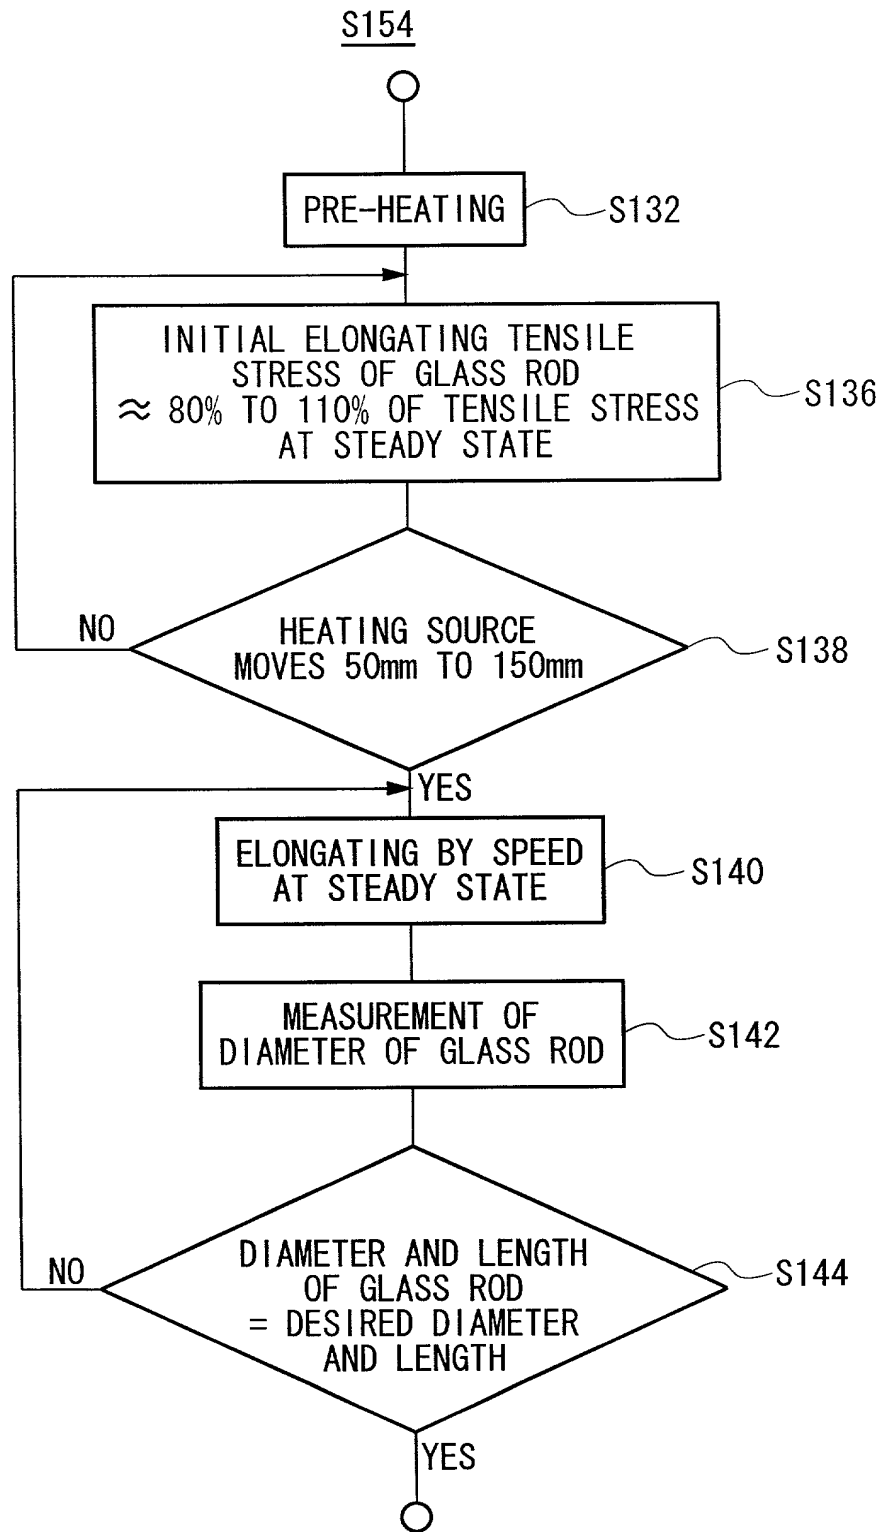 S154
PRE-HEATING
S132
INITIAL ELONGATING TENSILE
STRESS OF GLASS ROD
≈ 80% TO 110% OF TENSILE STRESS
AT STEADY STATE
S136
HEATING SOURCE
MOVES 50mm TO 150mm
NO
S138
YES
ELONGATING BY SPEED
AT STEADY STATE
S140
MEASUREMENT OF
DIAMETER OF GLASS ROD
S142
DIAMETER AND LENGTH
OF GLASS ROD
= DESIRED DIAMETER
AND LENGTH
NO
S144
YES